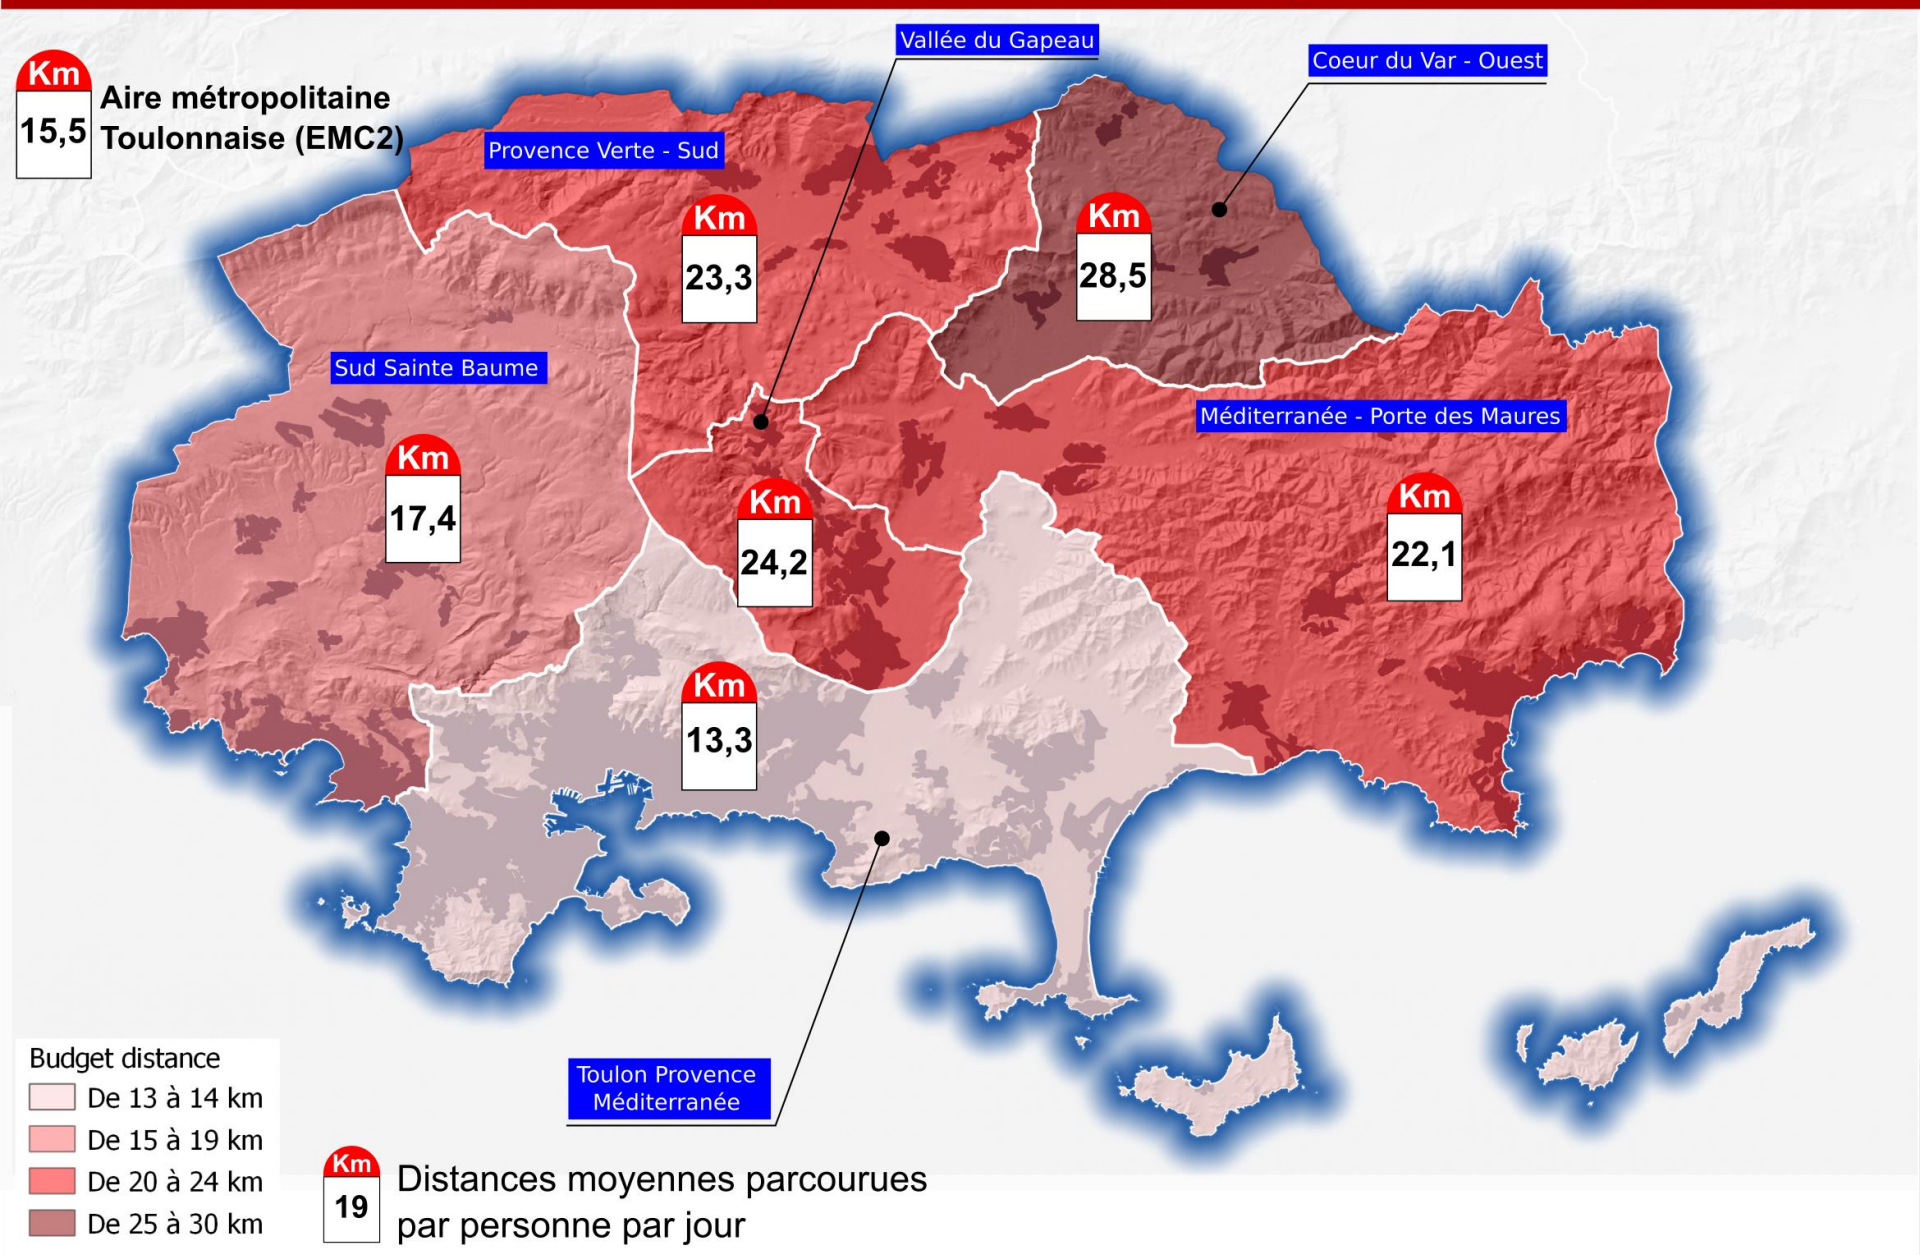 Km
15,5
Aire métropolitaine
Toulonnaise (EMC2)
Vallée du Gapeau
Coeur du Var - Ouest
Provence Verte - Sud
Km
23,3
Km
28,5
Sud Sainte Baume
Km
17,4
Méditerranée - Porte des Maures
Km
24,2
Km
22,1
Km
13,3
Toulon Provence
Méditerranée
Budget distance
De 13 à 14 km
De 15 à 19 km
De 20 à 24 km
De 25 à 30 km
Km
19
Distances moyennes parcourues
par personne par jour